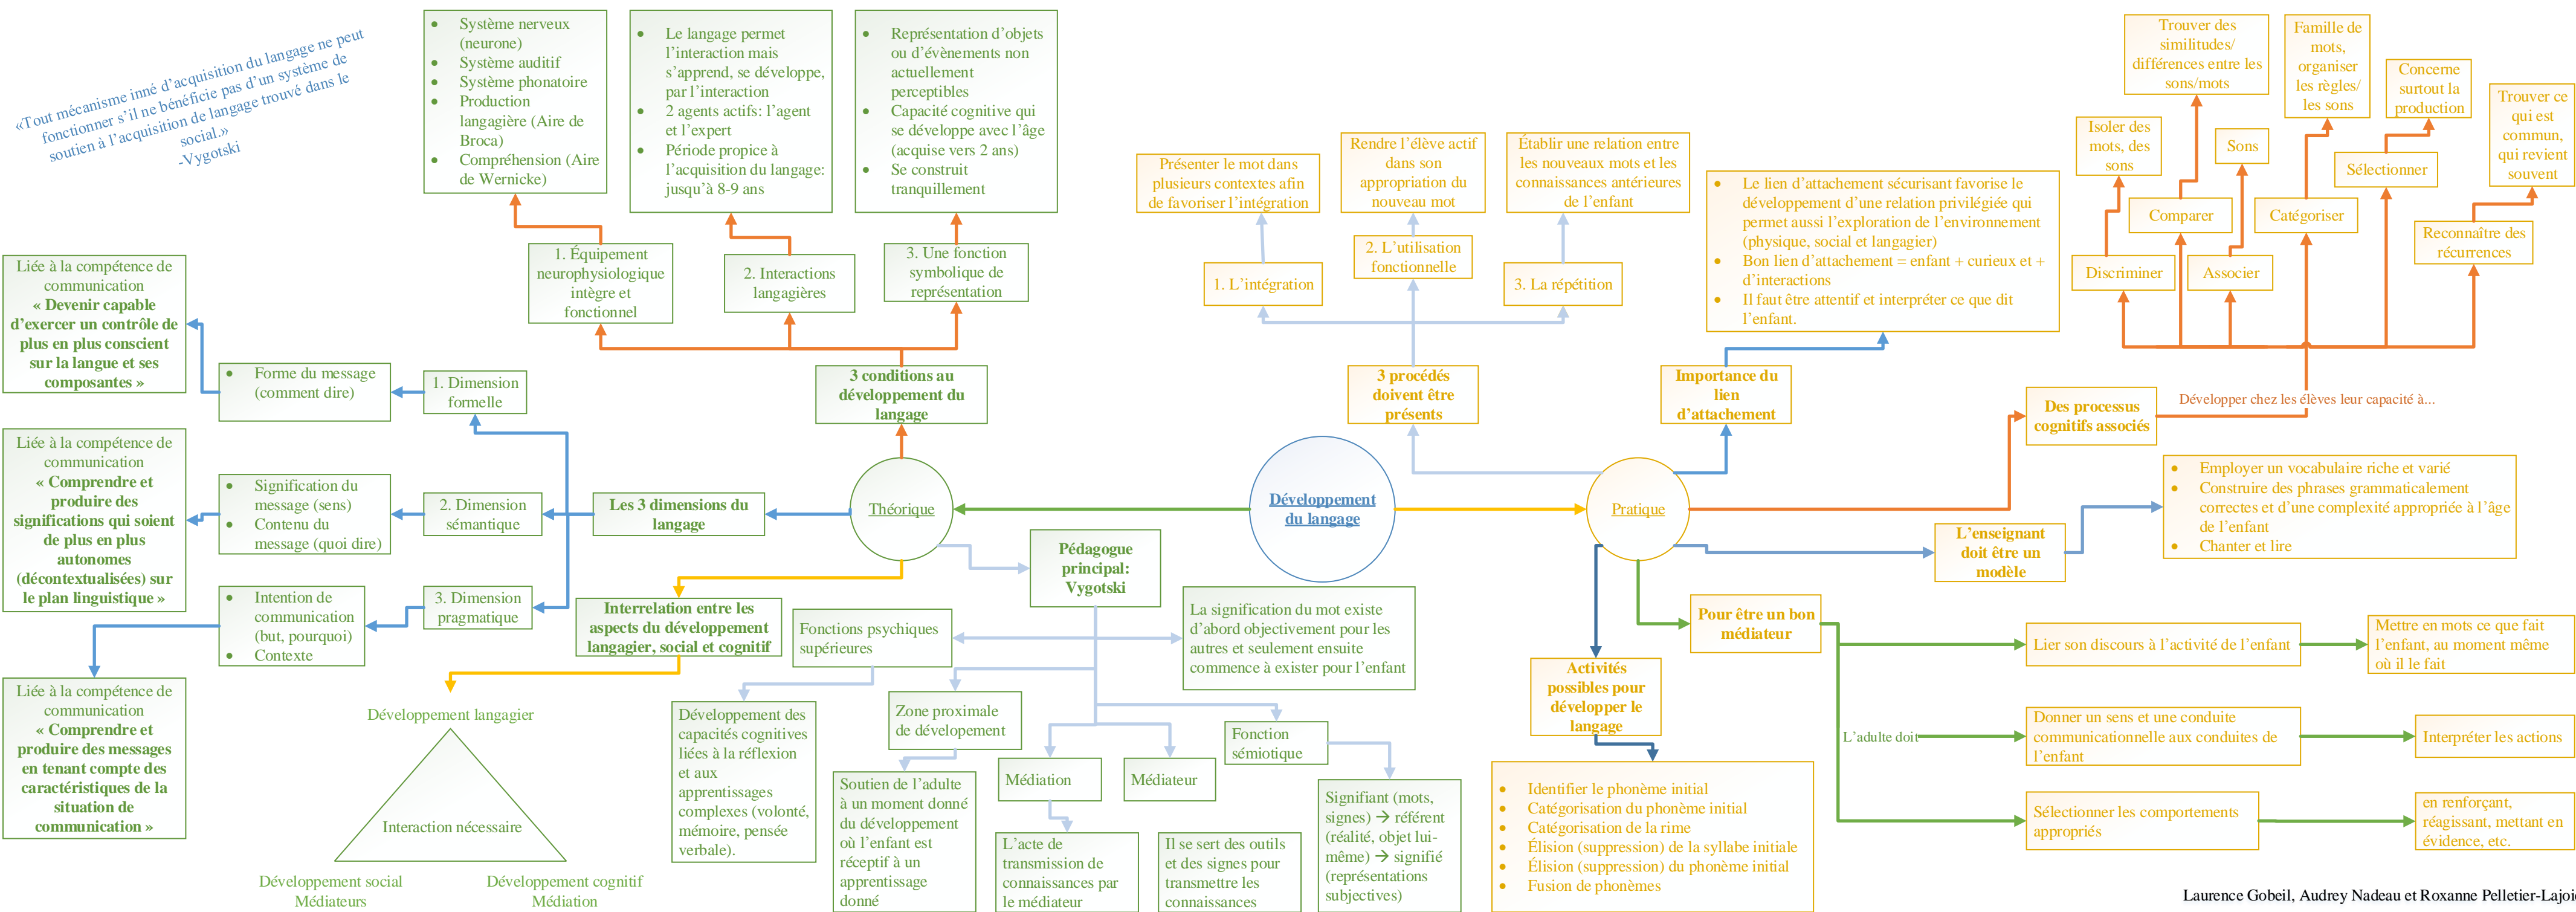 «Tout mécanisme inné d’acquisition du langage ne peut
fonctionner s’il ne bénéficie pas d’un système de
soutien à l’acquisition de langage trouvé dans le
social.»
-Vygotski
• Système nerveux
(neurone)
• Système auditif
• Système phonatoire
• Production
langagière (Aire de
Broca)
• Compréhension (Aire
de Wernicke)
• Le langage permet
l’interaction mais
s’apprend, se développe,
par l’interaction
• 2 agents actifs: l’agent
et l’expert
• Période propice à
l’acquisition du langage:
jusqu’à 8-9 ans
• Représentation d’objets
ou d’évènements non
actuellement
perceptibles
• Capacité cognitive qui
se développe avec l’âge
(acquise vers 2 ans)
• Se construit
tranquillement
1. Équipement
neurophysiologique
intègre et
fonctionnel
2. Interactions
langagières
3. Une fonction
symbolique de
représentation
3 conditions au
développement du
langage
Liée à la compétence de
communication
« Devenir capable
d’exercer un contrôle de
plus en plus conscient
sur la langue et ses
composantes »
• Forme du message
(comment dire)
1. Dimension
formelle
Liée à la compétence de
communication
« Comprendre et
produire des
significations qui soient
de plus en plus
autonomes
(décontextualisées) sur
le plan linguistique »
• Signification du
message (sens)
• Contenu du
message (quoi dire)
2. Dimension
sémantique
Les 3 dimensions du
langage
Théorique
• Intention de
communication
(but, pourquoi)
• Contexte
3. Dimension
pragmatique
Liée à la compétence de
communication
« Comprendre et
produire des messages
en tenant compte des
caractéristiques de la
situation de
communication »
Interrelation entre les
aspects du développement
langagier, social et cognitif
Développement langagier
Interaction nécessaire
Développement social
Médiateurs
Développement cognitif
Médiation
Pédagogue
principal:
Vygotski
Fonctions psychiques
supérieures
La signification du mot existe
d’abord objectivement pour les
autres et seulement ensuite
commence à exister pour l’enfant
Développement des
capacités cognitives
liées à la réflexion
et aux
apprentissages
complexes (volonté,
mémoire, pensée
verbale).
Zone proximale
de dévelopement
Soutien de l’adulte
à un moment donné
du développement
où l’enfant est
réceptif à un
apprentissage
donné
Médiation
L’acte de
transmission de
connaissances par
le médiateur
Médiateur
Il se sert des outils
et des signes pour
transmettre les
connaissances
Fonction
sémiotique
Signifiant (mots,
signes) → référent
(réalité, objet lui-
même) → signifié
(représentations
subjectives)
Développement
du langage
Pratique
Présenter le mot dans
plusieurs contextes afin
de favoriser l’intégration
Rendre l’élève actif
dans son
appropriation du
nouveau mot
Établir une relation entre
les nouveaux mots et les
connaissances antérieures
de l’enfant
1. L’intégration
2. L’utilisation
fonctionnelle
3. La répétition
3 procédés
doivent être
présents
• Le lien d’attachement sécurisant favorise le
développement d’une relation privilégiée qui
permet aussi l’exploration de l’environnement
(physique, social et langagier)
• Bon lien d’attachement = enfant + curieux et +
d’interactions
• Il faut être attentif et interpréter ce que dit
l’enfant.
Importance du
lien
d’attachement
Isoler des
mots, des
sons
Trouver des
similitudes/
différences entre les
sons/mots
Sons
Famille de
mots,
organiser
les règles/
les sons
Concerne
surtout la
production
Trouver ce
qui est
commun,
qui revient
souvent
Discriminer
Comparer
Associer
Catégoriser
Sélectionner
Reconnaître des
récurrences
Des processus
cognitifs associés
Développer chez les élèves leur capacité à...
L’enseignant
doit être un
modèle
• Employer un vocabulaire riche et varié
• Construire des phrases grammaticalement
correctes et d’une complexité appropriée à l’âge
de l’enfant
• Chanter et lire
Pour être un bon
médiateur
L’adulte doit
Lier son discours à l’activité de l’enfant
Mettre en mots ce que fait
l’enfant, au moment même
où il le fait
Donner un sens et une conduite
communicationnelle aux conduites de
l’enfant
Interpréter les actions
Sélectionner les comportements
appropriés
en renforçant,
réagissant, mettant en
évidence, etc.
Activités
possibles pour
développer le
langage
• Identifier le phonème initial
• Catégorisation du phonème initial
• Catégorisation de la rime
• Élision (suppression) de la syllabe initiale
• Élision (suppression) du phonème initial
• Fusion de phonèmes
Laurence Gobeil, Audrey Nadeau et Roxanne Pelletier-Lajoie